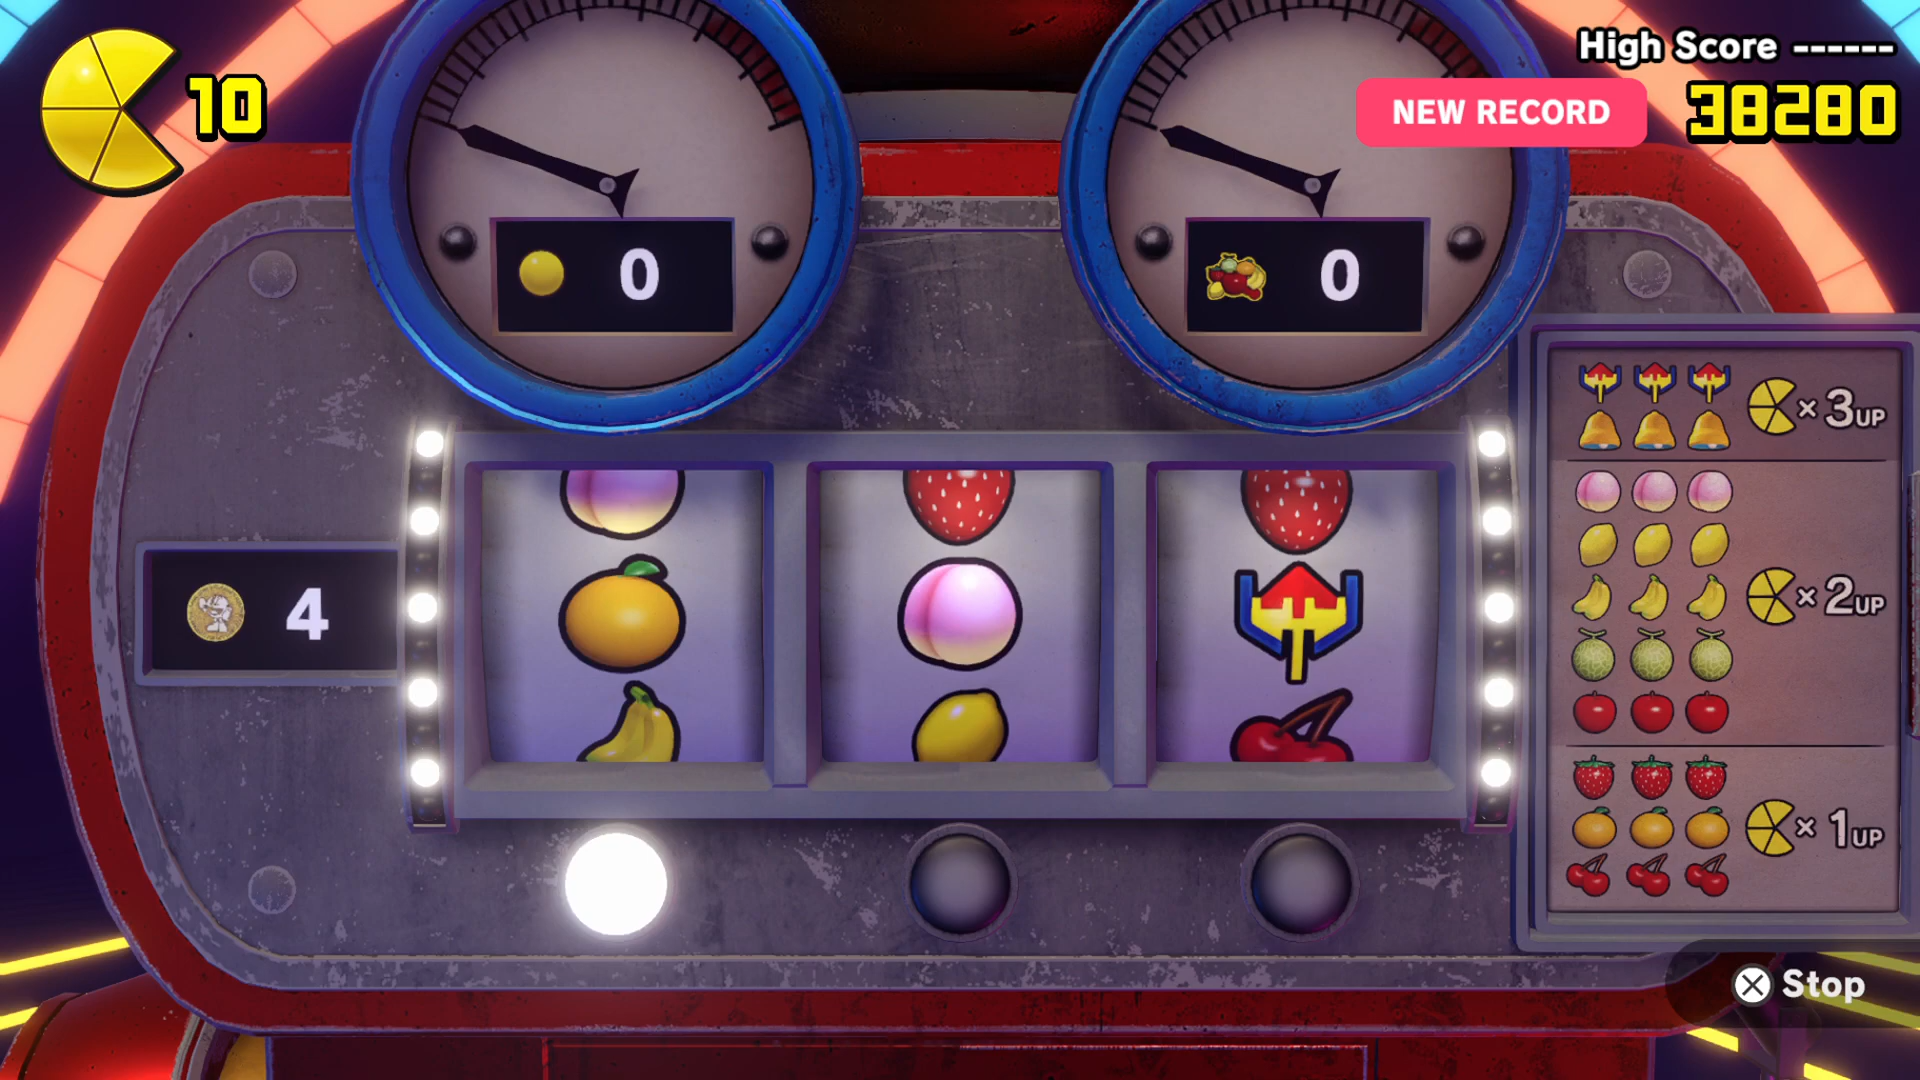 High Score ------
10
NEW RECORD 38280
0
0
× 3UP
× 2UP
4
× 1UP
Stop